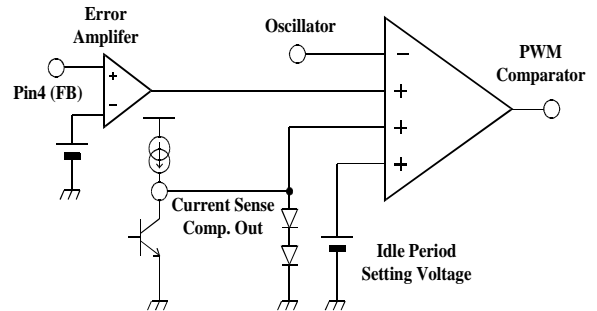 Error
Amplifer
Oscillator
PWM
Comparator
Pin4 (FB)
Current Sense
Comp. Out
Idle Period
Setting Voltage